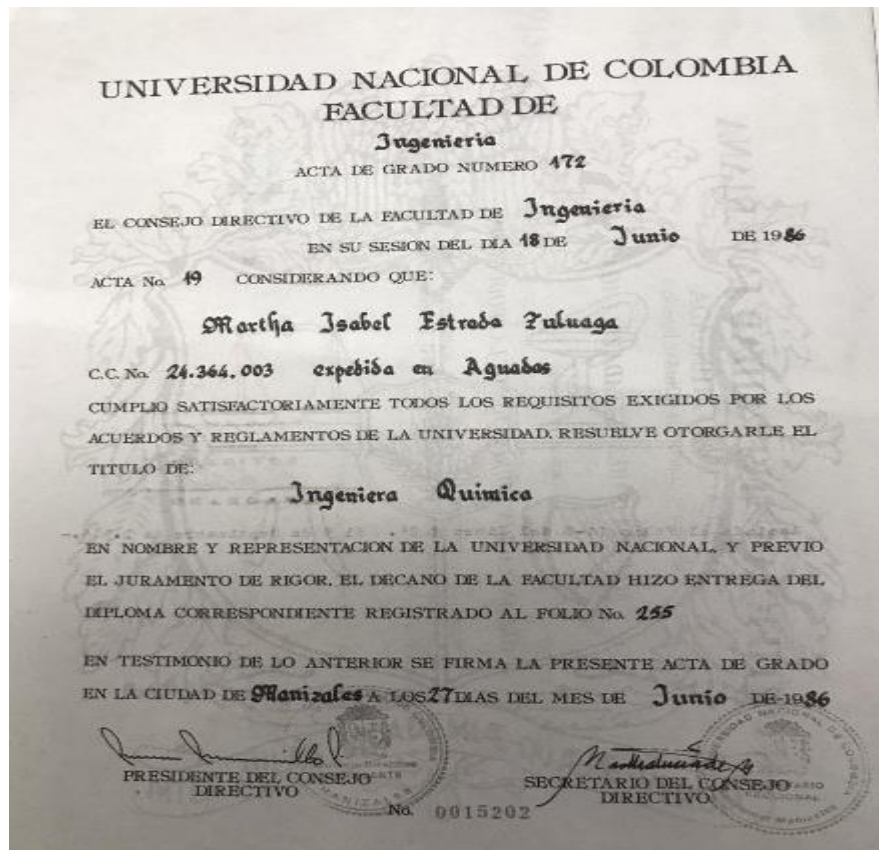 UNIVERSIDAD NACIONAL DE COLOMBIA
FACULTAD DE
Ingenieria
ACTA DE GRADO NUMERO 172
EL CONSEJO DIRECTIVO DE LA FACULTAD DE Ingenieria
EN SU SESION DEL DIA 18 DE Junio DE 1986
ACTA No. 19 CONSIDERANDO QUE:
Martha Isabel Estrada Zuluaga
C.C. No. 24.364.003 expedida en Aguadas
CUMPLIO SATISFACTORIAMENTE TODOS LOS REQUISITOS EXIGIDOS POR LOS
ACUERDOS Y REGLAMENTOS DE LA UNIVERSIDAD, RESUELVE OTORGARLE EL
TITULO DE:
Ingeniera Quimica
EN NOMBRE Y REPRESENTACION DE LA UNIVERSIDAD NACIONAL, Y PREVIO
EL JURAMENTO DE RIGOR, EL DECANO DE LA FACULTAD HIZO ENTREGA DEL
DIPLOMA CORRESPONDIENTE REGISTRADO AL FOLIO No. 255
EN TESTIMONIO DE LO ANTERIOR SE FIRMA LA PRESENTE ACTA DE GRADO
EN LA CIUDAD DE Manizales A LOS 27 DIAS DEL MES DE Junio DE-1986
PRESIDENTE DEL CONSEJO
DIRECTIVO
SECRETARIO DEL CONSEJO
DIRECTIVO
MANIZALES
No. 0015202